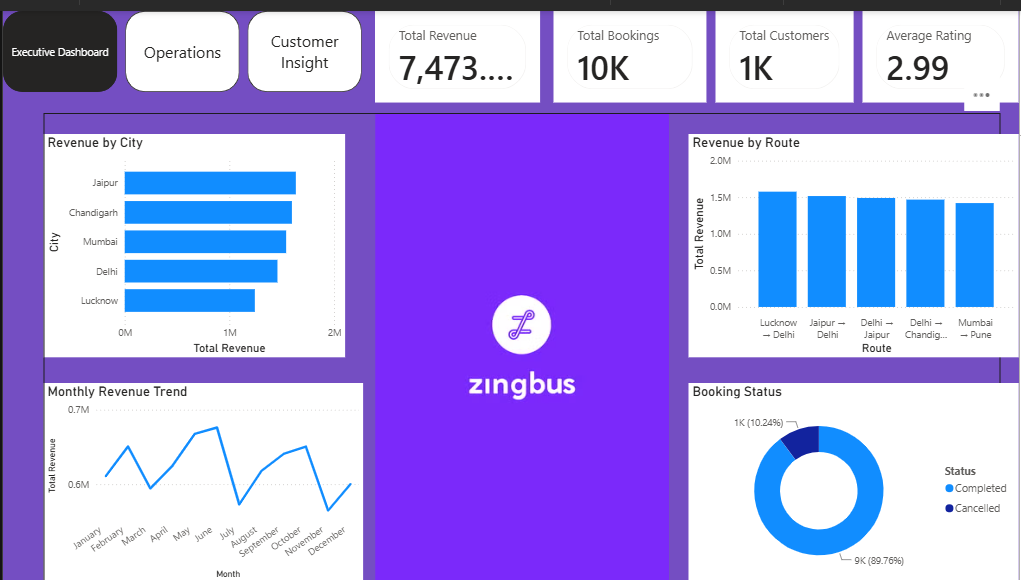 Executive Dashboard
Operations
Customer
Insight
Total Revenue
7,473....
Total Bookings
10K
Total Customers
1K
Average Rating
2.99
Revenue by City
City
Jaipur
Chandigarh
Mumbai
Delhi
Lucknow
0M 1M 2M
Total Revenue
zingbus
Revenue by Route
Total Revenue
2.0M
1.5M
1.0M
0.5M
0.0M
Lucknow → Delhi
Jaipur → Delhi
Delhi → Jaipur
Delhi → Chandig...
Mumbai → Pune
Route
Monthly Revenue Trend
Total Revenue
0.7M
0.6M
January
February
March
April
May
June
July
August
September
October
November
December
Month
Booking Status
1K (10.24%)
9K (89.76%)
Status
Completed
Cancelled